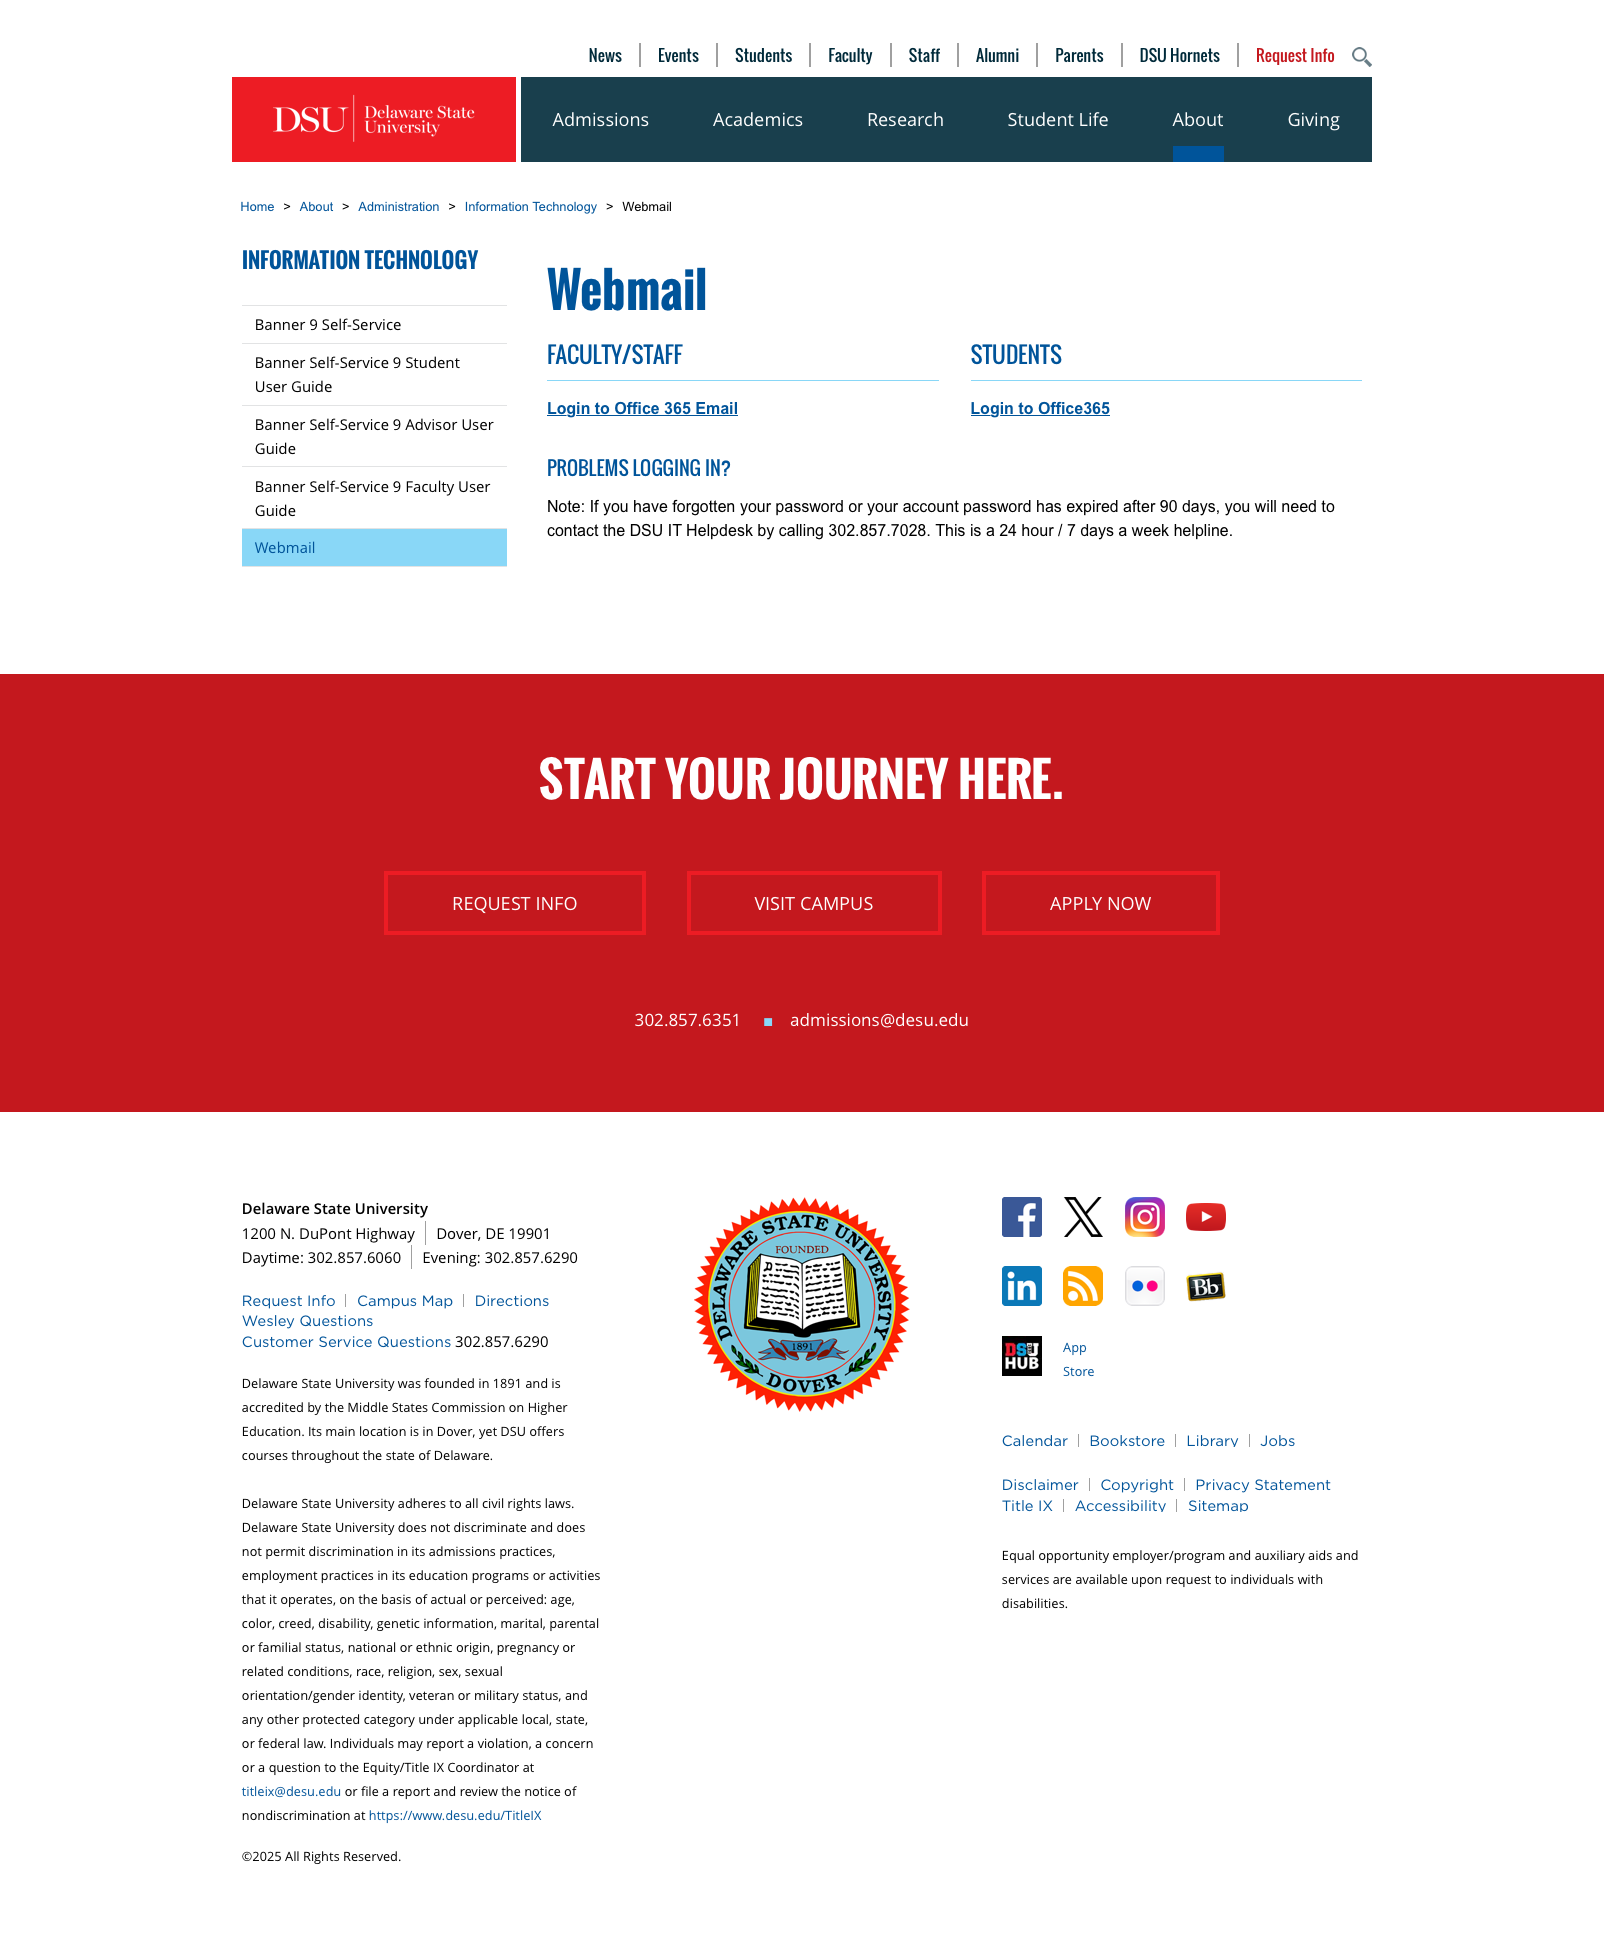 News
Events
Students
Faculty
Staff
Alumni
Parents
DSU Hornets
Request Info
DSU
Delaware State
University
Admissions
Academics
Research
Student Life
About
Giving
Home > About > Administration > Information Technology > Webmail
INFORMATION TECHNOLOGY
Banner 9 Self-Service
Banner Self-Service 9 Student
User Guide
Banner Self-Service 9 Advisor User
Guide
Banner Self-Service 9 Faculty User
Guide
Webmail
Webmail
FACULTY/STAFF
Login to Office 365 Email
STUDENTS
Login to Office365
PROBLEMS LOGGING IN?
Note: If you have forgotten your password or your account password has expired after 90 days, you will need to
contact the DSU IT Helpdesk by calling 302.857.7028. This is a 24 hour / 7 days a week helpline.
START YOUR JOURNEY HERE.
REQUEST INFO
VISIT CAMPUS
APPLY NOW
302.857.6351
admissions@desu.edu
Delaware State University
1200 N. DuPont Highway
Dover, DE 19901
Daytime: 302.857.6060
Evening: 302.857.6290
Request Info
Campus Map
Directions
Wesley Questions
Customer Service Questions 302.857.6290
Delaware State University was founded in 1891 and is
accredited by the Middle States Commission on Higher
Education. Its main location is in Dover, yet DSU offers
courses throughout the state of Delaware.
Delaware State University adheres to all civil rights laws.
Delaware State University does not discriminate and does
not permit discrimination in its admissions practices,
employment practices in its education programs or activities
that it operates, on the basis of actual or perceived: age,
color, creed, disability, genetic information, marital, parental
or familial status, national or ethnic origin, pregnancy or
related conditions, race, religion, sex, sexual
orientation/gender identity, veteran or military status, and
any other protected category under applicable local, state,
or federal law. Individuals may report a violation, a concern
or a question to the Equity/Title IX Coordinator at
titleix@desu.edu or file a report and review the notice of
nondiscrimination at https://www.desu.edu/TitleIX
©2025 All Rights Reserved.
DELAWARE STATE UNIVERSITY
FOUNDED
1891
DOVER
in
Bb
DSU
HUB
App
Store
Calendar
Bookstore
Library
Jobs
Disclaimer
Copyright
Privacy Statement
Title IX
Accessibility
Sitemap
Equal opportunity employer/program and auxiliary aids and
services are available upon request to individuals with
disabilities.